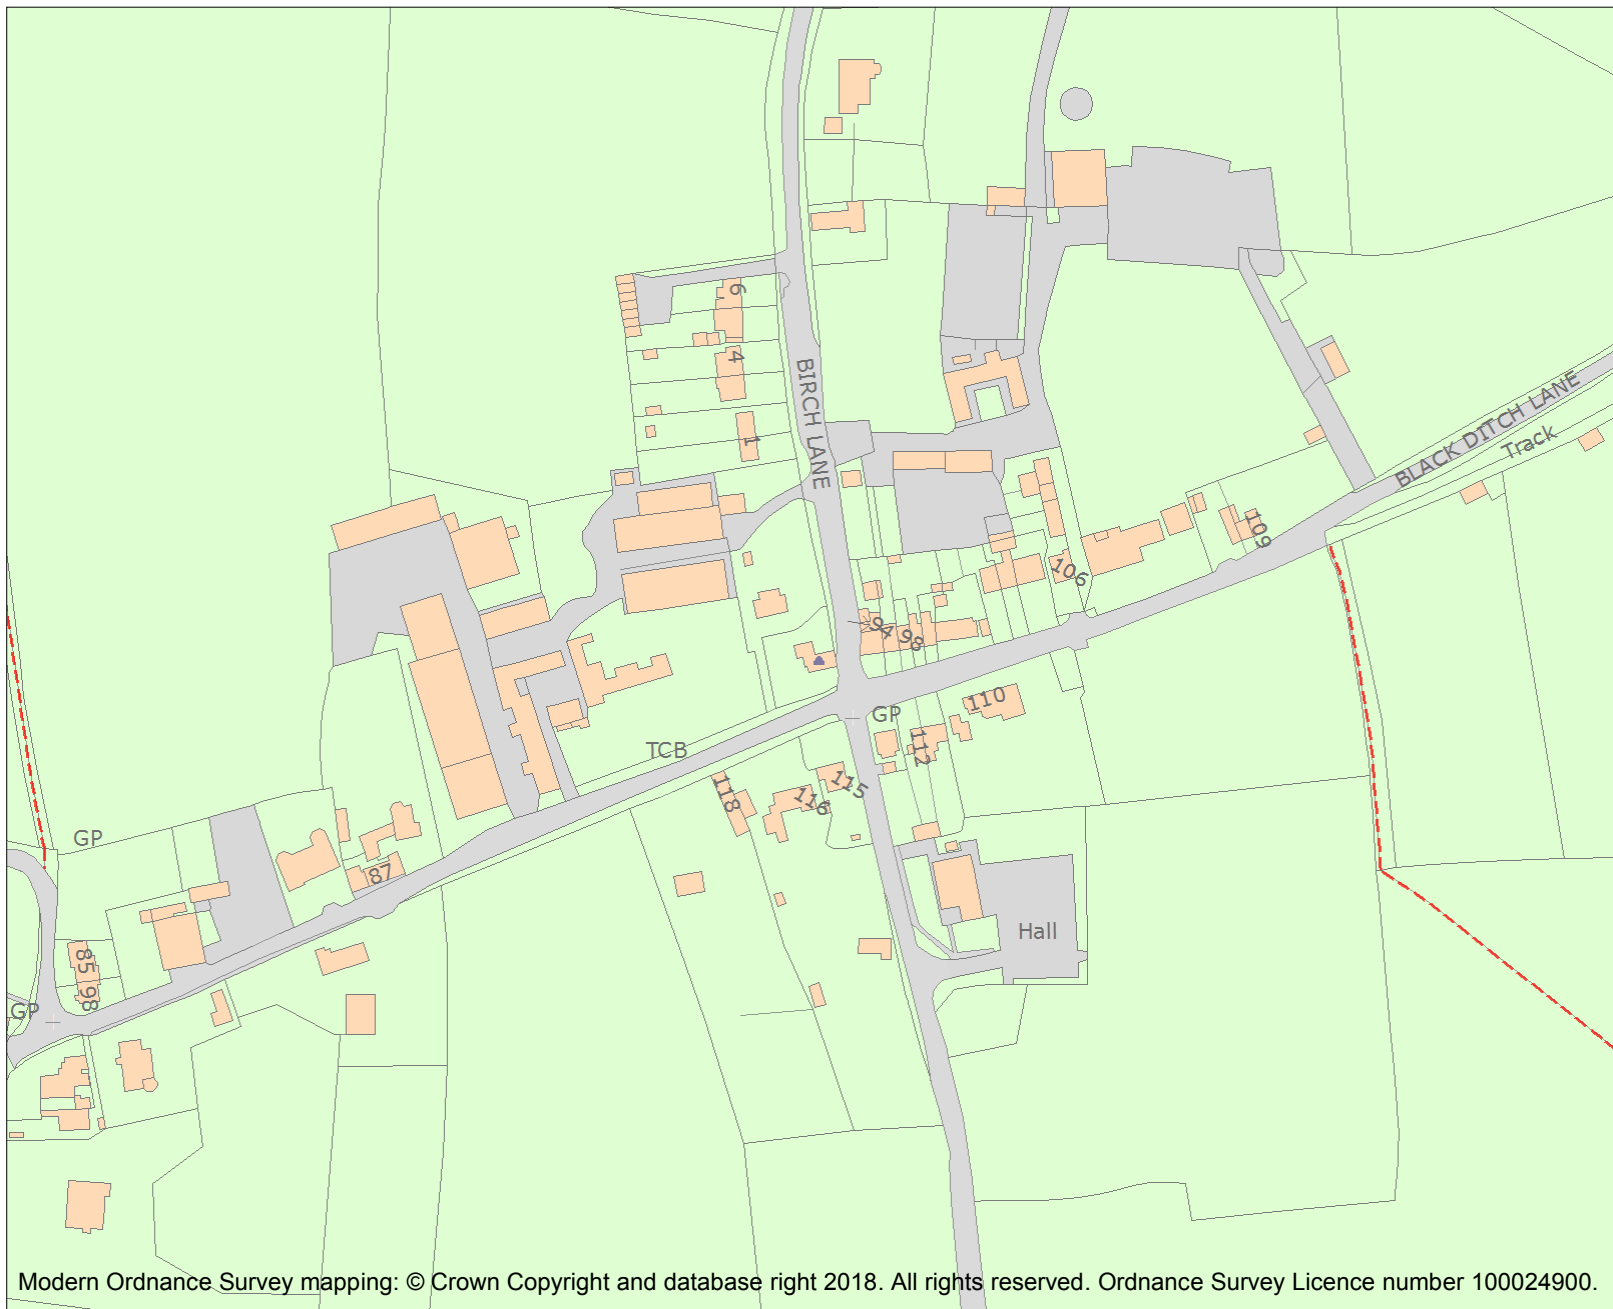 6
4
BIRCH LANE
1
BLACK DITCH LANE
Track
109
106
94
98
110
GP
112
TCB
118
116
115
GP
87
Hall
85
98
GP
Modern Ordnance Survey mapping: © Crown Copyright and database right 2018. All rights reserved. Ordnance Survey Licence number 100024900.